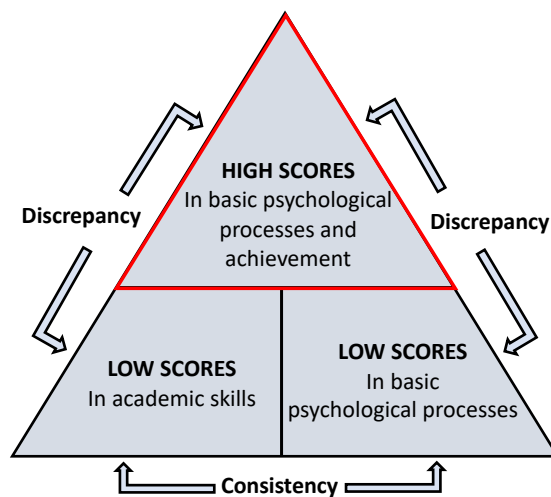 HIGH SCORES
In basic psychological
processes and
achievement
Discrepancy
Discrepancy
LOW SCORES
In academic skills
LOW SCORES
In basic
psychological processes
Consistency